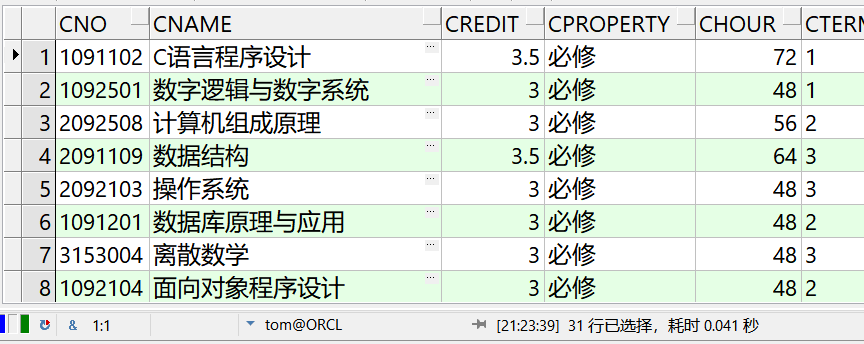 CNO CNAME CREDIT CPROPERTY CHOUR CTERM
1 1091102 C语言程序设计 ... 3.5 必修 72 1
2 1092501 数字逻辑与数字系统 ... 3 必修 48 1
3 2092508 计算机组成原理 ... 3 必修 56 2
4 2091109 数据结构 ... 3.5 必修 64 3
5 2092103 操作系统 ... 3 必修 48 3
6 1091201 数据库原理与应用 ... 3 必修 48 2
7 3153004 离散数学 ... 3 必修 48 3
8 1092104 面向对象程序设计 ... 3 必修 48 2
& 1:1 tom@ORCL [21:23:39] 31 行已选择，耗时 0.041 秒